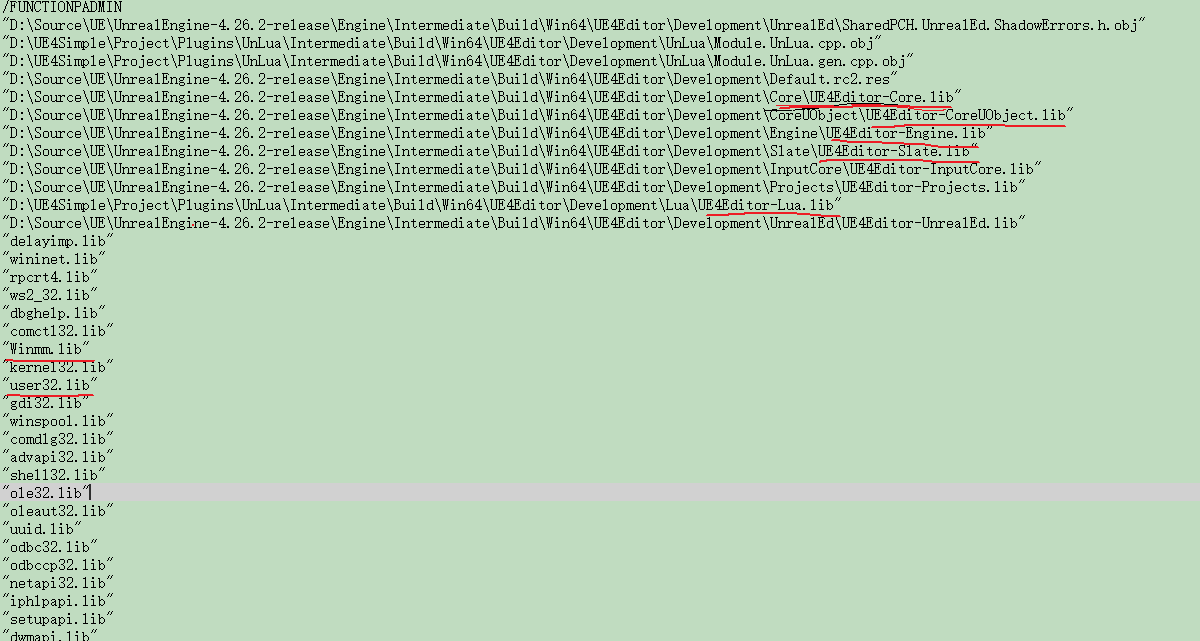 /FUNCTIONPADMIN
"D:\Source\UE\UnrealEngine-4.26.2-release\Engine\Intermediate\Build\Win64\UE4Editor\Development\UnrealEd\SharedPCH.UnrealEd.ShadowErrors.h.obj"
"D:\UE4Simple\Project\Plugins\UnLua\Intermediate\Build\Win64\UE4Editor\Development\UnLua\Module.UnLua.cpp.obj"
"D:\UE4Simple\Project\Plugins\UnLua\Intermediate\Build\Win64\UE4Editor\Development\UnLua\Module.UnLua.gen.cpp.obj"
"D:\Source\UE\UnrealEngine-4.26.2-release\Engine\Intermediate\Build\Win64\UE4Editor\Development\Default.rc2.res"
"D:\Source\UE\UnrealEngine-4.26.2-release\Engine\Intermediate\Build\Win64\UE4Editor\Development\Core\UE4Editor-Core.lib"
"D:\Source\UE\UnrealEngine-4.26.2-release\Engine\Intermediate\Build\Win64\UE4Editor\Development\CoreUObject\UE4Editor-CoreUObject.lib"
"D:\Source\UE\UnrealEngine-4.26.2-release\Engine\Intermediate\Build\Win64\UE4Editor\Development\Engine\UE4Editor-Engine.lib"
"D:\Source\UE\UnrealEngine-4.26.2-release\Engine\Intermediate\Build\Win64\UE4Editor\Development\Slate\UE4Editor-Slate.lib"
"D:\Source\UE\UnrealEngine-4.26.2-release\Engine\Intermediate\Build\Win64\UE4Editor\Development\InputCore\UE4Editor-InputCore.lib"
"D:\Source\UE\UnrealEngine-4.26.2-release\Engine\Intermediate\Build\Win64\UE4Editor\Development\Projects\UE4Editor-Projects.lib"
"D:\UE4Simple\Project\Plugins\UnLua\Intermediate\Build\Win64\UE4Editor\Development\Lua\UE4Editor-Lua.lib"
"D:\Source\UE\UnrealEngine-4.26.2-release\Engine\Intermediate\Build\Win64\UE4Editor\Development\UnrealEd\UE4Editor-UnrealEd.lib"
"delayimp.lib"
"wininet.lib"
"rpcrt4.lib"
"ws2_32.lib"
"dbghelp.lib"
"comctl32.lib"
"Winmm.lib"
"kernel32.lib"
"user32.lib"
"gdi32.lib"
"winspool.lib"
"comdlg32.lib"
"advapi32.lib"
"shell32.lib"
"ole32.lib"
"oleaut32.lib"
"uuid.lib"
"odbc32.lib"
"odbccp32.lib"
"netapi32.lib"
"iphlpapi.lib"
"setupapi.lib"
"dwmapi.lib"